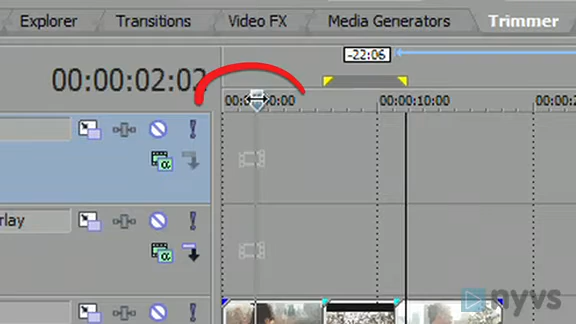 Explorer Transitions Video FX Media Generators Trimmer
-22:06
00:00:02:02
00:00:10:00
rlay
nyvs